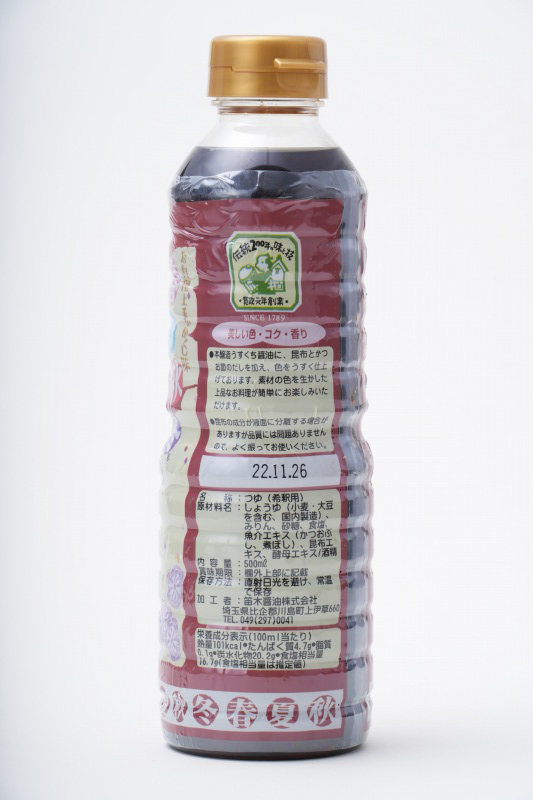 伝統200年の味と技
・寛政元年創業・
SINCE 1789
美しい色・コク・香り
●本醸造うすくち醤油に、昆布とかつ
お節のだしを加え、色をうすく仕上
げております。素材の色を生かした
上品なお料理が簡単にお楽しみいた
だけます。
●昆布の成分が液面に分離する場合が
ありますが品質には問題ありません
ので、よく振ってお使いください。
22.11.26
名称:つゆ(希釈用)
原材料名:しょうゆ(小麦・大豆
を含む、国内製造)、
みりん、砂糖、食塩、
魚介エキス(かつおぶ
し、煮ぼし)、昆布エ
キス、酵母エキス/酒精
内容量:500㎖
賞味期限:欄外上部に記載
保存方法:直射日光を避け、常温
で保存
加工者:笛木醤油株式会社
埼玉県比企郡川島町上伊草660
TEL.049(297)0041
栄養成分表示(100ml当たり)
熱量101kcal●たんぱく質4.7g●脂質
0.1g●炭水化物20.2g●食塩相当量
16.7g(食塩相当量は推定値)
秋冬春夏秋